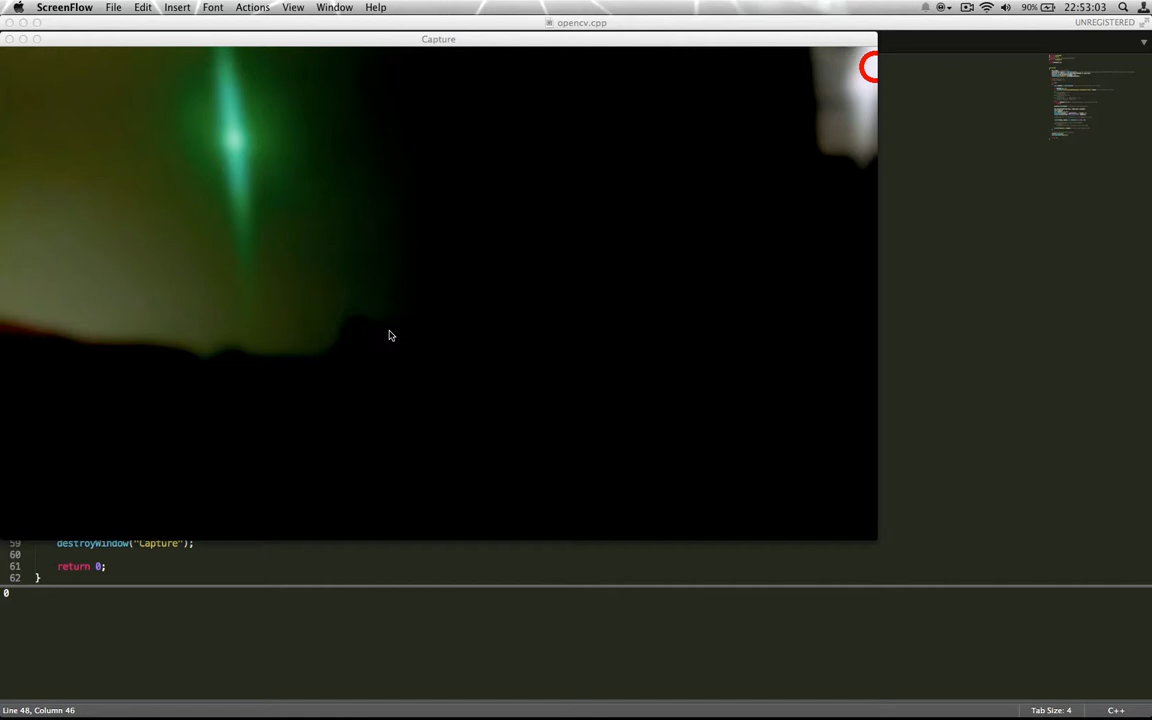 ScreenFlow File Edit Insert Font Actions View Window Help 90% 22:53:03
opencv.cpp UNREGISTERED
Capture
59 destroyWindow("Capture");
60
61 return 0;
62 }
0
Line 48, Column 46 Tab Size: 4 C++